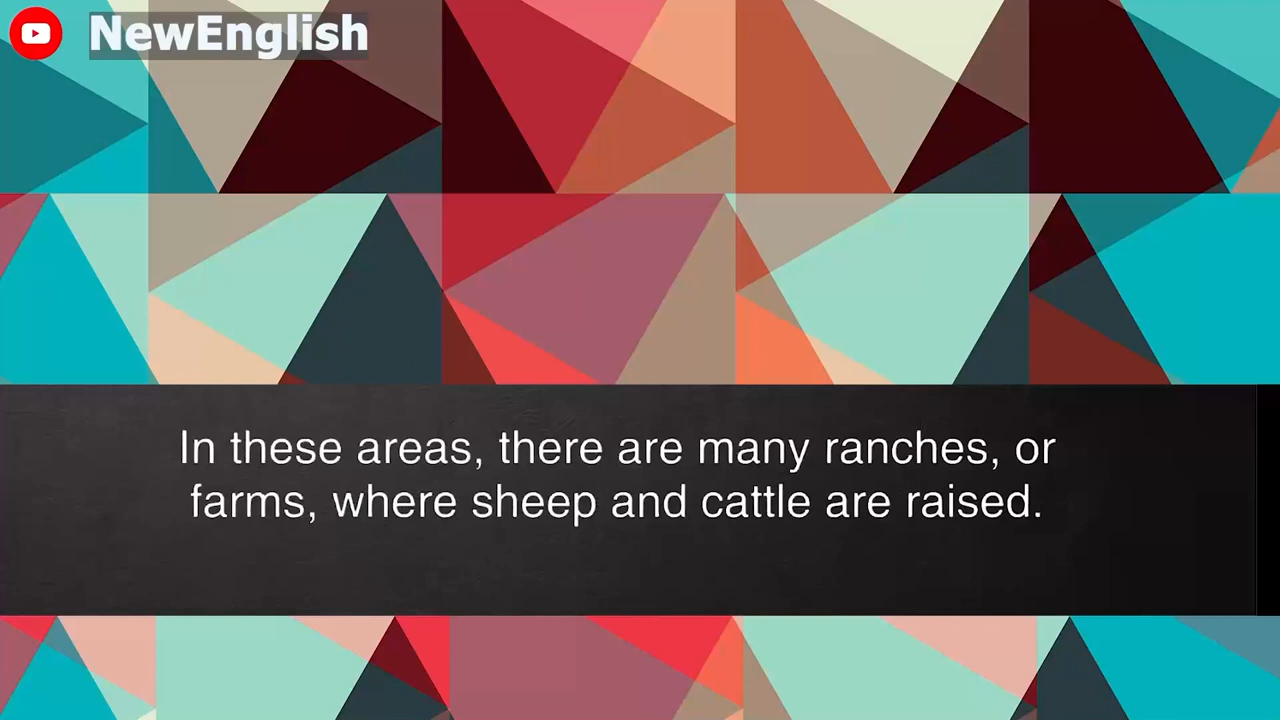 NewEnglish
In these areas, there are many ranches, or
farms, where sheep and cattle are raised.